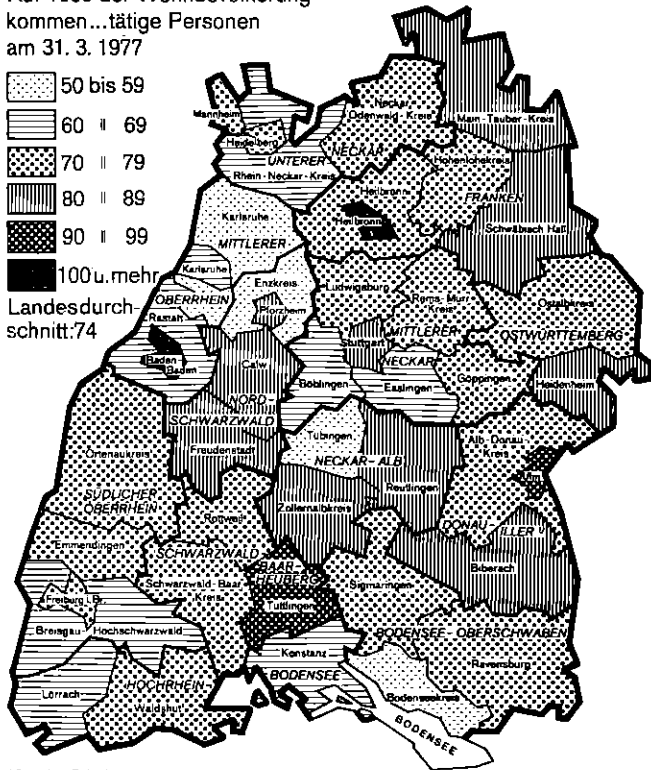 kommen...tätige Personen
am 31. 3. 1977
50 bis 59
60 " 69
70 " 79
80 " 89
90 " 99
100 u. mehr
Landesdurch-
schnitt:74
Mannheim
Heidelberg
UNTERER
NECKAR
Rhein-Neckar-Kreis
Neckar
Odenwald-Kreis
Main-Tauber-Kreis
Hohenlohekreis
FRANKEN
Schwäbisch Hall
Heilbronn
Heilbronn
Karlsruhe
MITTLERER
Karlsruhe
OBERRHEIN
Enzkreis
Pforzheim
Rastatt
Baden-
Baden
Ludwigsburg
Rems-Murr
Kreis
MITTLERER
Stuttgart
NECKAR
Böblingen
Esslingen
Göppingen
Ostalbkreis
OSTWÜRTTEMBERG
Heidenheim
Calw
NORD-
SCHWARZWALD
Freudenstadt
Tübingen
NECKAR-ALB
Reutlingen
Zollernalbkreis
Alb-Donau
Kreis
Ulm
DONAU-
ILLER
Biberach
Ortenaukreis
SÜDLICHER
OBERRHEIN
Emmendingen
Freiburg i.Br.
Breisgau-Hochschwarzwald
Rottweil
SCHWARZWALD
BAAR-
HEUBERG
Schwarzwald-Baar
Kreis
Tuttlingen
Sigmaringen
BODENSEE-OBERSCHWABEN
Ravensburg
Konstanz
BODENSEE
Bodenseekreis
BODENSEE
Lörrach
HOCHRHEIN
Waldshut